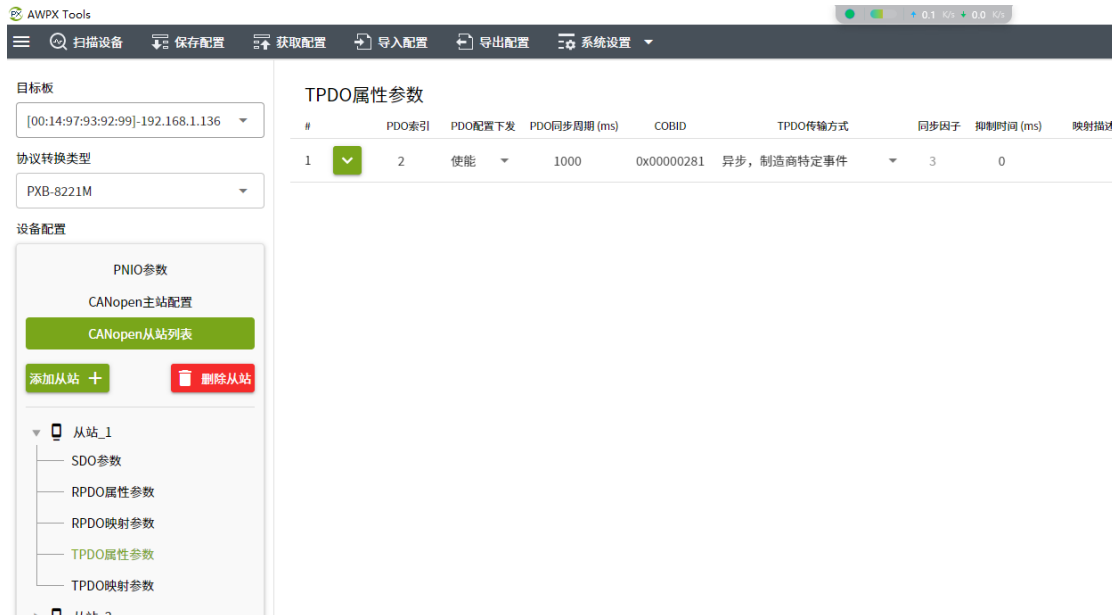 AWPX Tools
↑ 0.1 K/s ↓ 0.0 K/s
扫描设备 保存配置 获取配置 导入配置 导出配置 系统设置
目标板
[00:14:97:93:92:99]-192.168.1.136
协议转换类型
PXB-8221M
设备配置
PNIO参数
CANopen主站配置
CANopen从站列表
添加从站 删除从站
从站_1
SDO参数
RPDO属性参数
RPDO映射参数
TPDO属性参数
TPDO映射参数
TPDO属性参数
# PDO索引 PDO配置下发 PDO同步周期 (ms) COBID TPDO传输方式 同步因子 抑制时间 (ms) 映射描述
1 2 使能 1000 0x00000281 异步，制造商特定事件 3 0